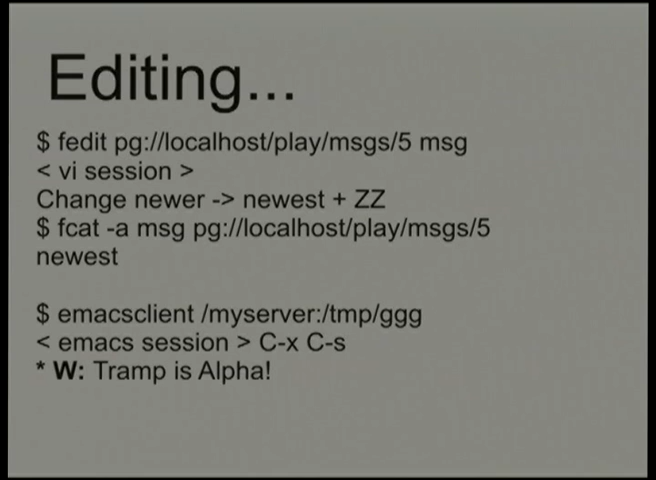 Editing...
$ fedit pg://localhost/play/msgs/5 msg
< vi session >
Change newer -> newest + ZZ
$ fcat -a msg pg://localhost/play/msgs/5
newest
$ emacsclient /myserver:/tmp/ggg
< emacs session > C-x C-s
* W: Tramp is Alpha!